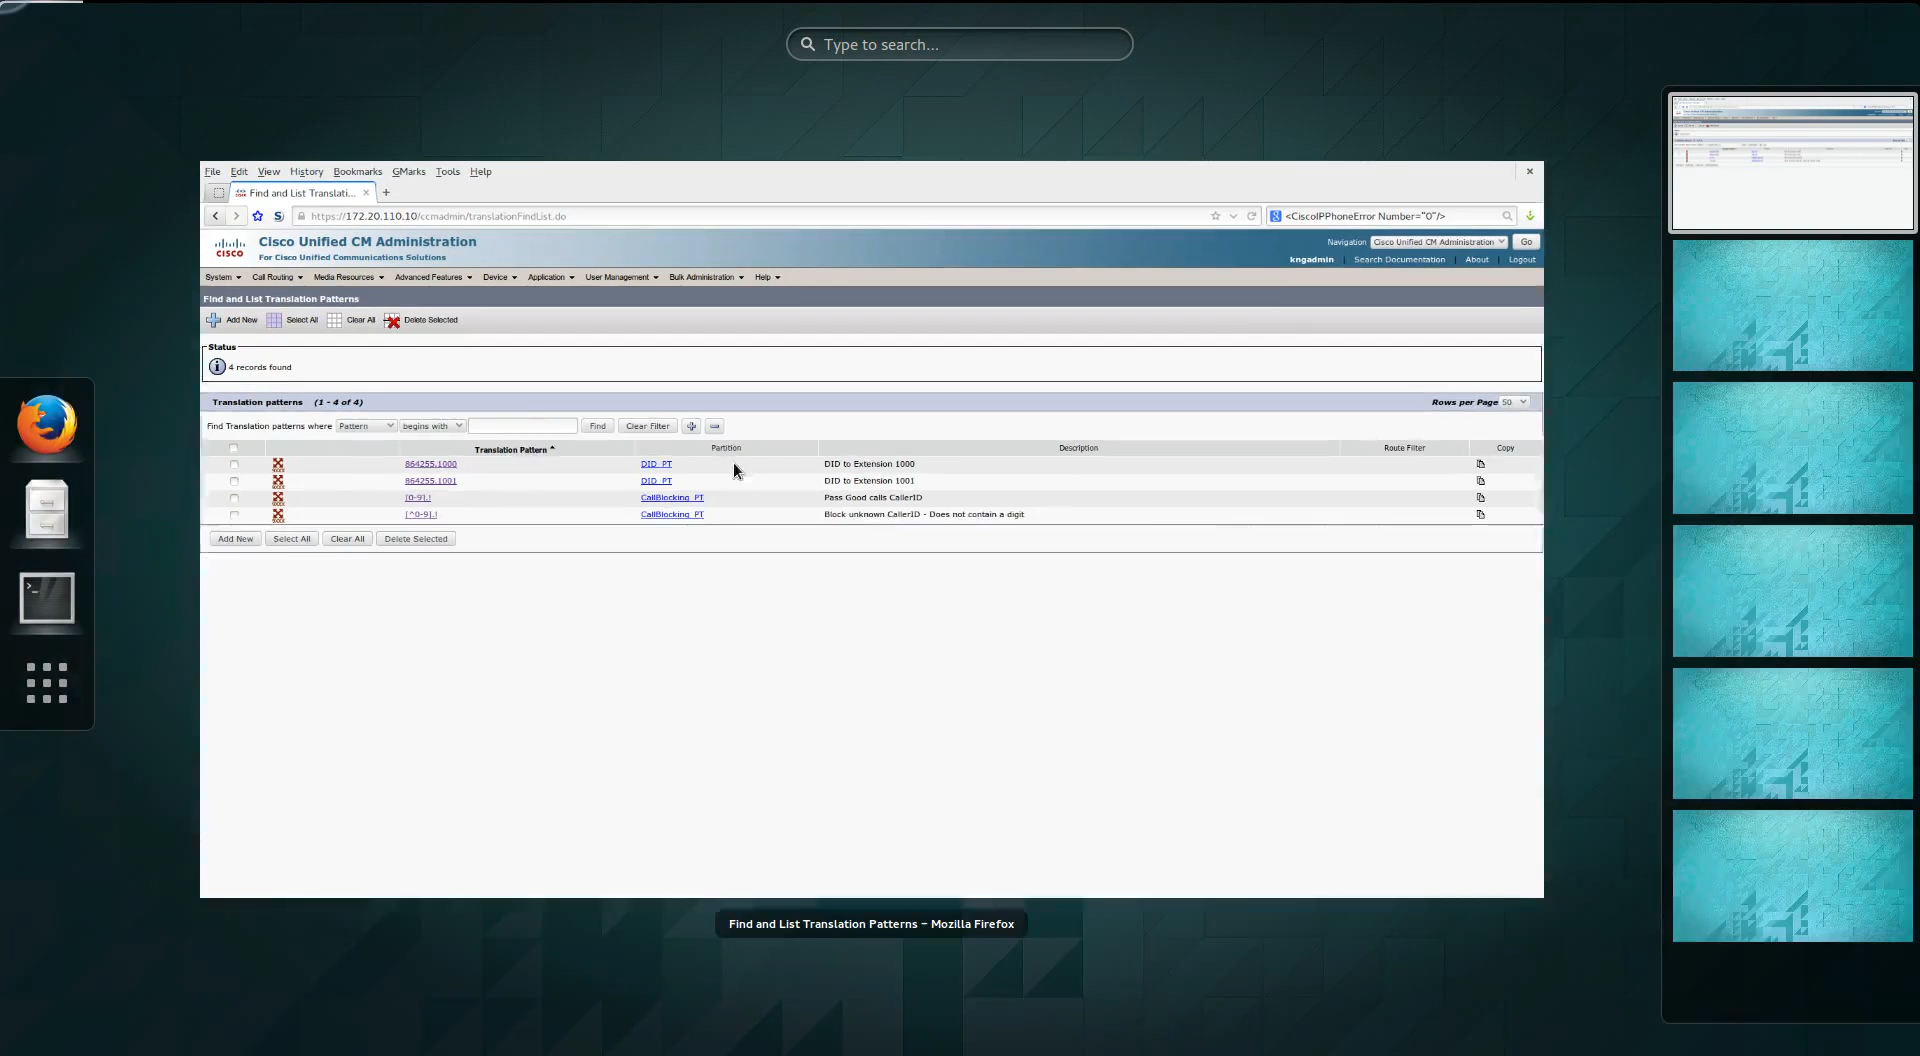 Type to search...
File Edit View History Bookmarks GMarks Tools Help
Find and List Translati... × +
https://172.20.110.10/ccmadmin/translationFindList.do <CiscoIPPhoneError Number="0"/>
CISCO
Cisco Unified CM Administration
For Cisco Unified Communications Solutions
Navigation Cisco Unified CM Administration Go
kngadmin | Search Documentation | About | Logout
System Call Routing Media Resources Advanced Features Device Application User Management Bulk Administration Help
Find and List Translation Patterns
Add New Select All Clear All Delete Selected
Status
4 records found
Translation patterns (1 - 4 of 4) Rows per Page 50
Find Translation patterns where Pattern begins with Find Clear Filter
Translation Pattern Partition Description Route Filter Copy
864255.1000 DID_PT DID to Extension 1000
864255.1001 DID_PT DID to Extension 1001
[0-9].! CallBlocking_PT Pass Good calls CallerID
[^0-9].! CallBlocking_PT Block unknown CallerID - Does not contain a digit
Add New Select All Clear All Delete Selected
Find and List Translation Patterns – Mozilla Firefox